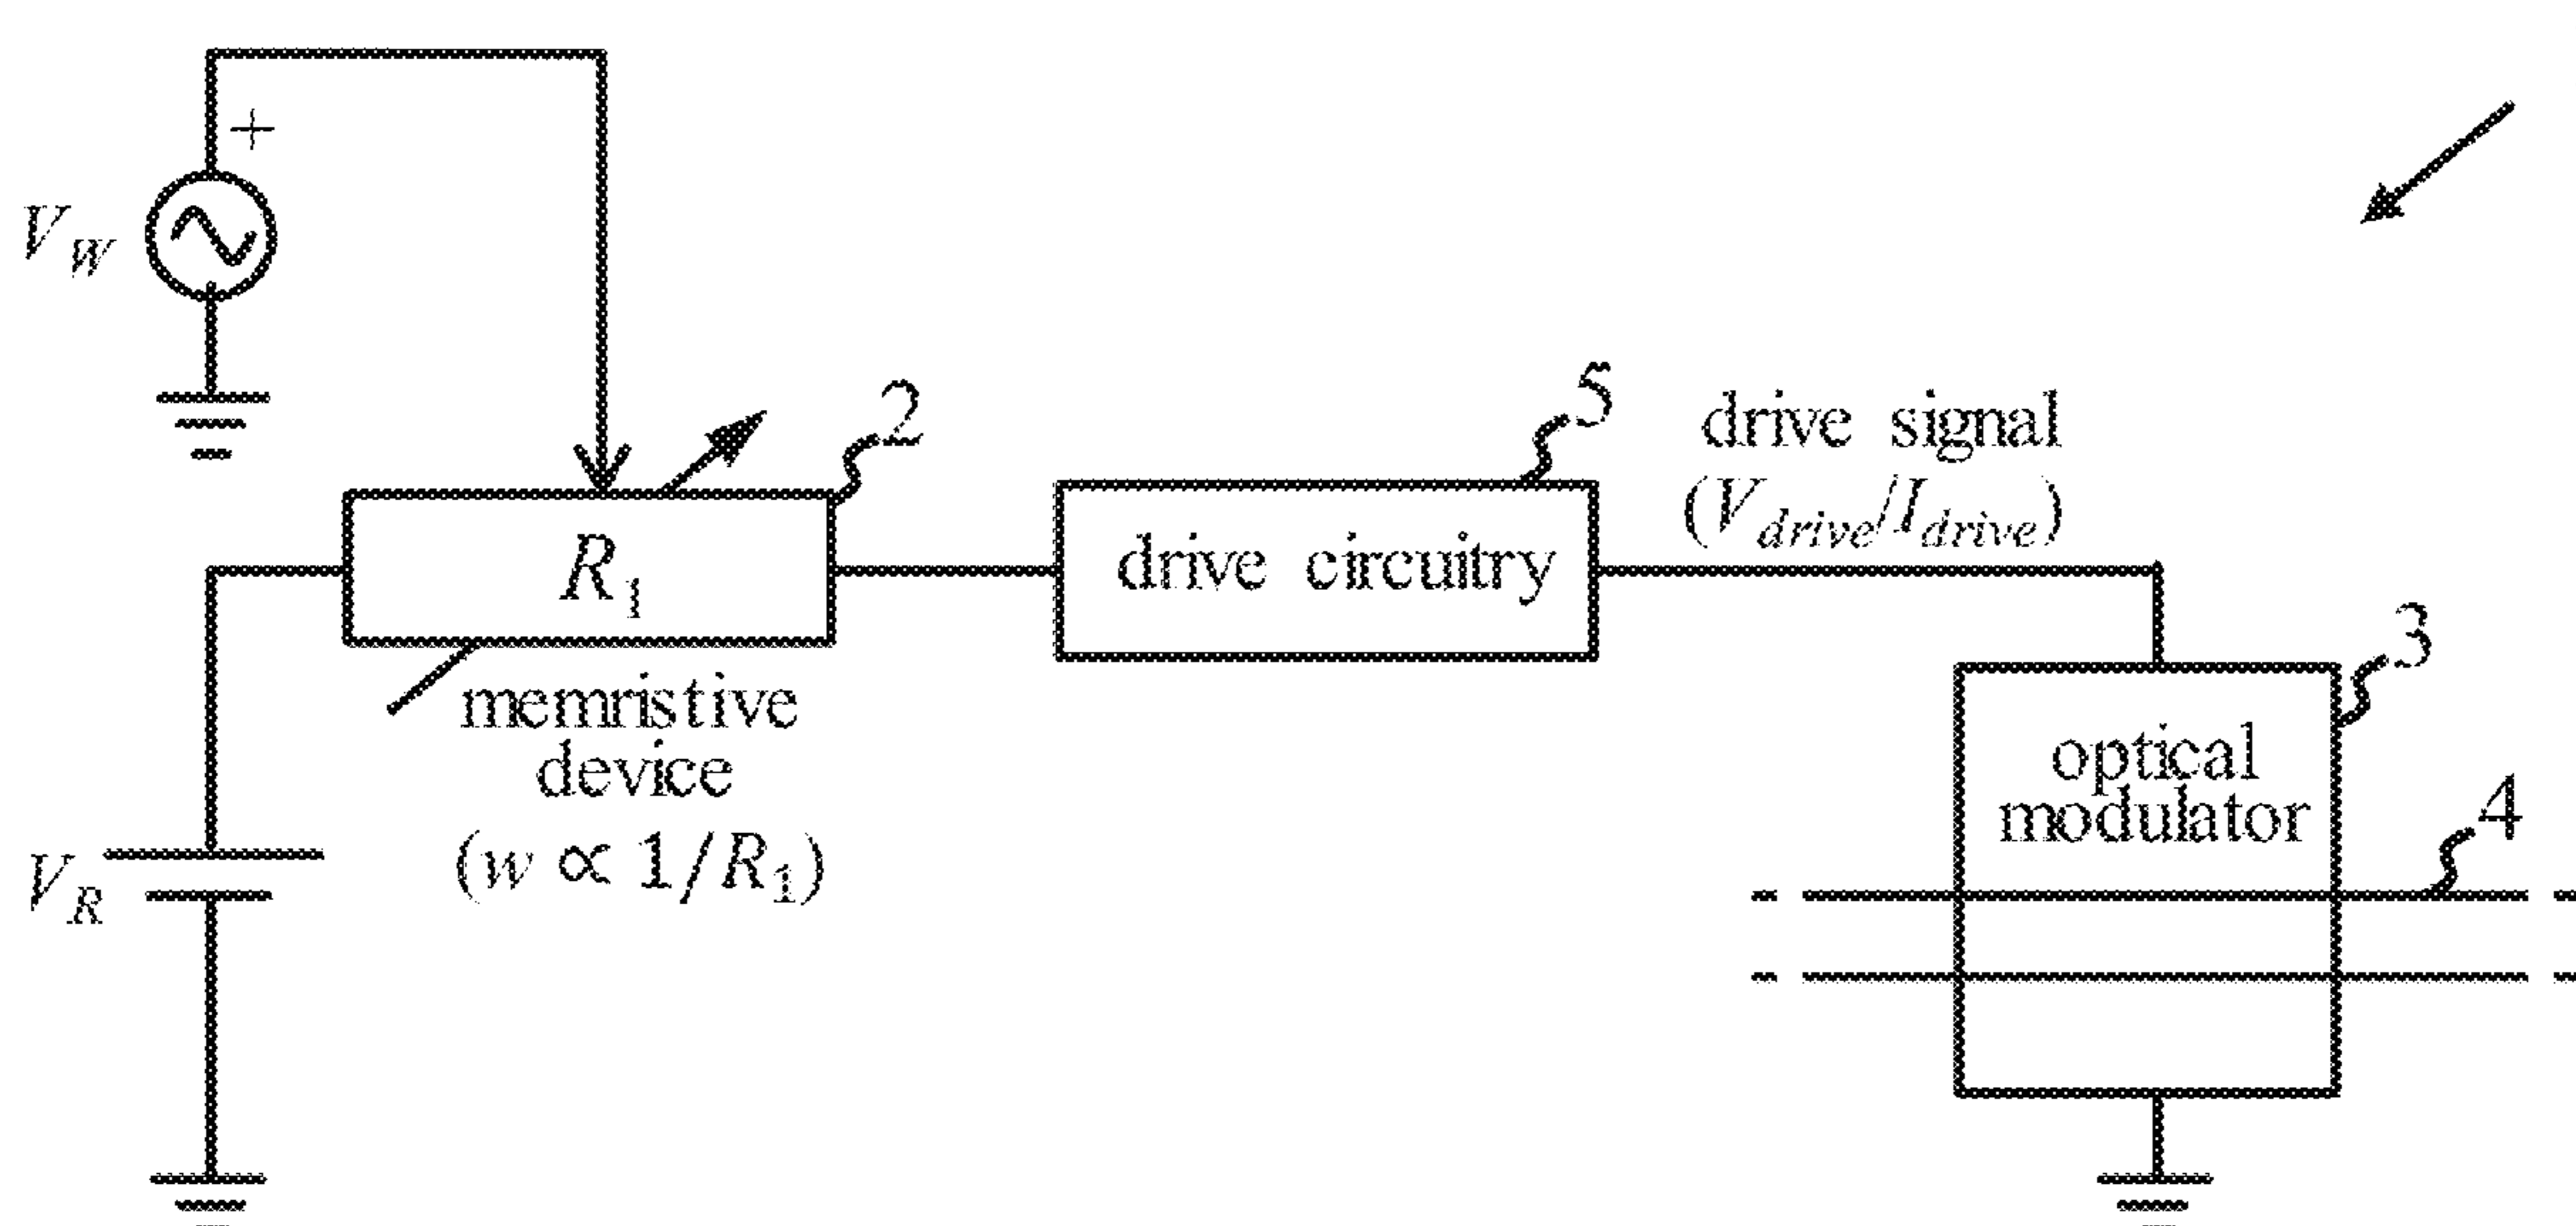 +
V_W
2
5
drive signal
(V_drive/I_drive)
R_1
drive circuitry
3
memristive
device
(w ∝ 1/R_1)
optical
modulator
4
V_R